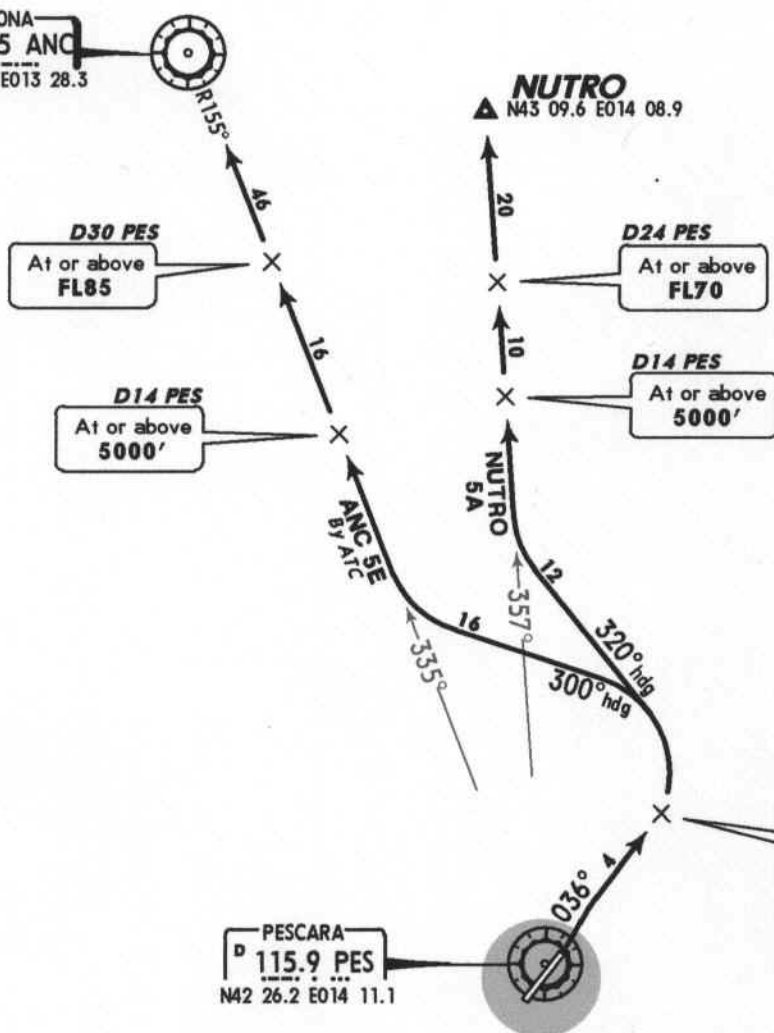 5 ANC
E013 28.3
R155°
NUTRO
N43 09.6 E014 08.9
46
20
D30 PES
At or above
FL85
D24 PES
At or above
FL70
16
10
D14 PES
At or above
5000'
D14 PES
At or above
5000'
ANC 5E
By ATC
NUTRO
5A
335°
357°
16
12
300° hdg
320° hdg
036°
4
PESCARA
D 115.9 PES
N42 26.2 E014 11.1